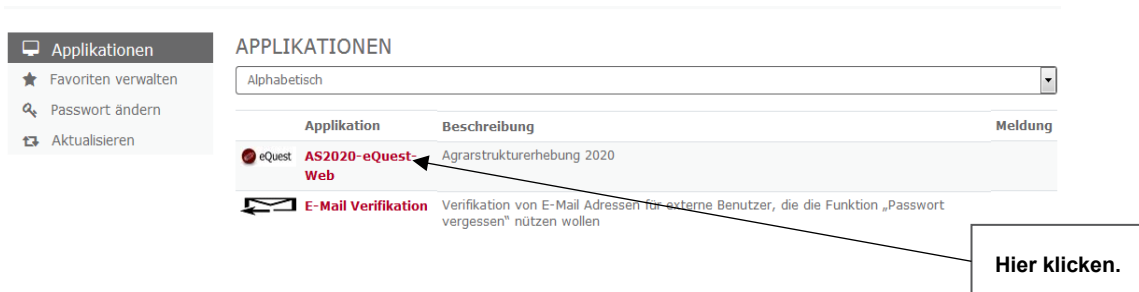 Applikationen
Favoriten verwalten
Passwort ändern
Aktualisieren
APPLIKATIONEN
Alphabetisch
Applikation Beschreibung Meldung
eQuest AS2020-eQuest- Agrarstrukturerhebung 2020
Web
E-Mail Verifikation Verifikation von E-Mail Adressen für externe Benutzer, die die Funktion „Passwort
vergessen“ nützen wollen
Hier klicken.